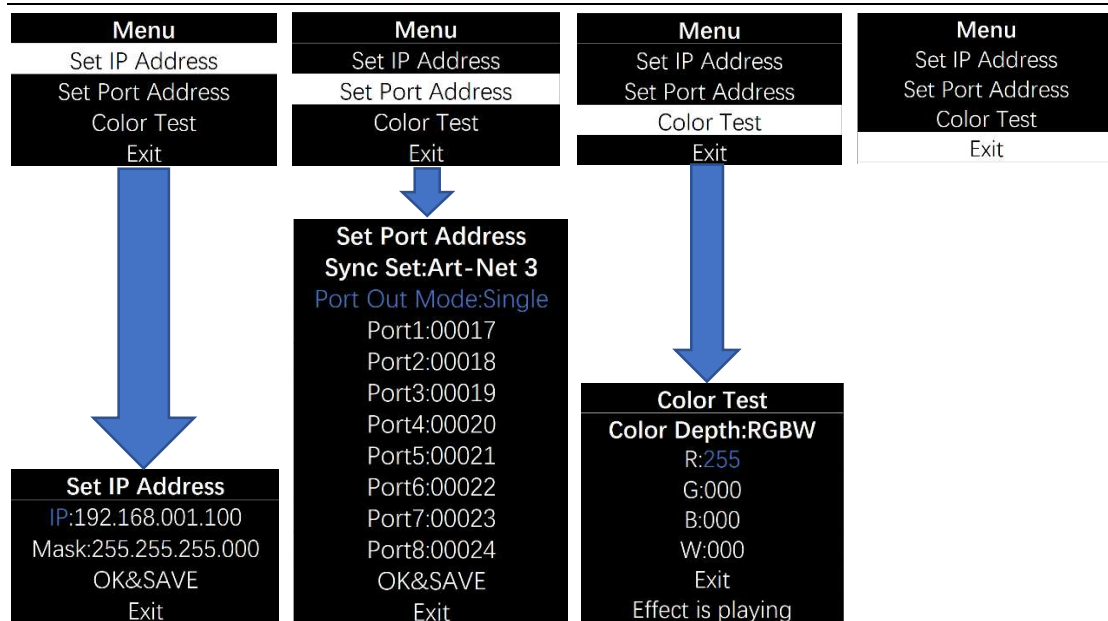 Menu
Set IP Address
Set Port Address
Color Test
Exit
Menu
Set IP Address
Set Port Address
Color Test
Exit
Menu
Set IP Address
Set Port Address
Color Test
Exit
Menu
Set IP Address
Set Port Address
Color Test
Exit
Set IP Address
IP:192.168.001.100
Mask:255.255.255.000
OK&SAVE
Exit
Set Port Address
Sync Set:Art-Net 3
Port Out Mode:Single
Port1:00017
Port2:00018
Port3:00019
Port4:00020
Port5:00021
Port6:00022
Port7:00023
Port8:00024
OK&SAVE
Exit
Color Test
Color Depth:RGBW
R:255
G:000
B:000
W:000
Exit
Effect is playing